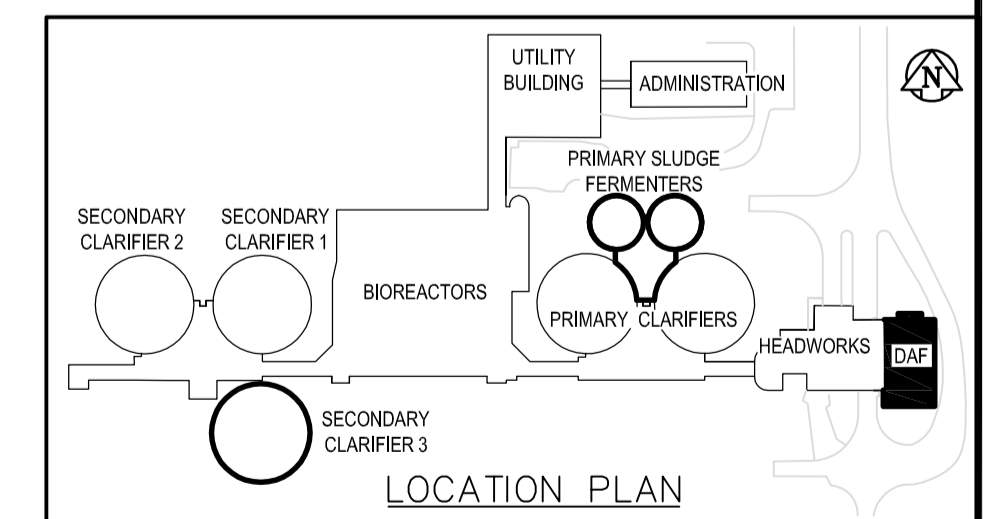 UTILITY
BUILDING
ADMINISTRATION
N
PRIMARY SLUDGE
FERMENTERS
SECONDARY
CLARIFIER 2
SECONDARY
CLARIFIER 1
BIOREACTORS
PRIMARY CLARIFIERS
HEADWORKS
DAF
SECONDARY
CLARIFIER 3
LOCATION PLAN